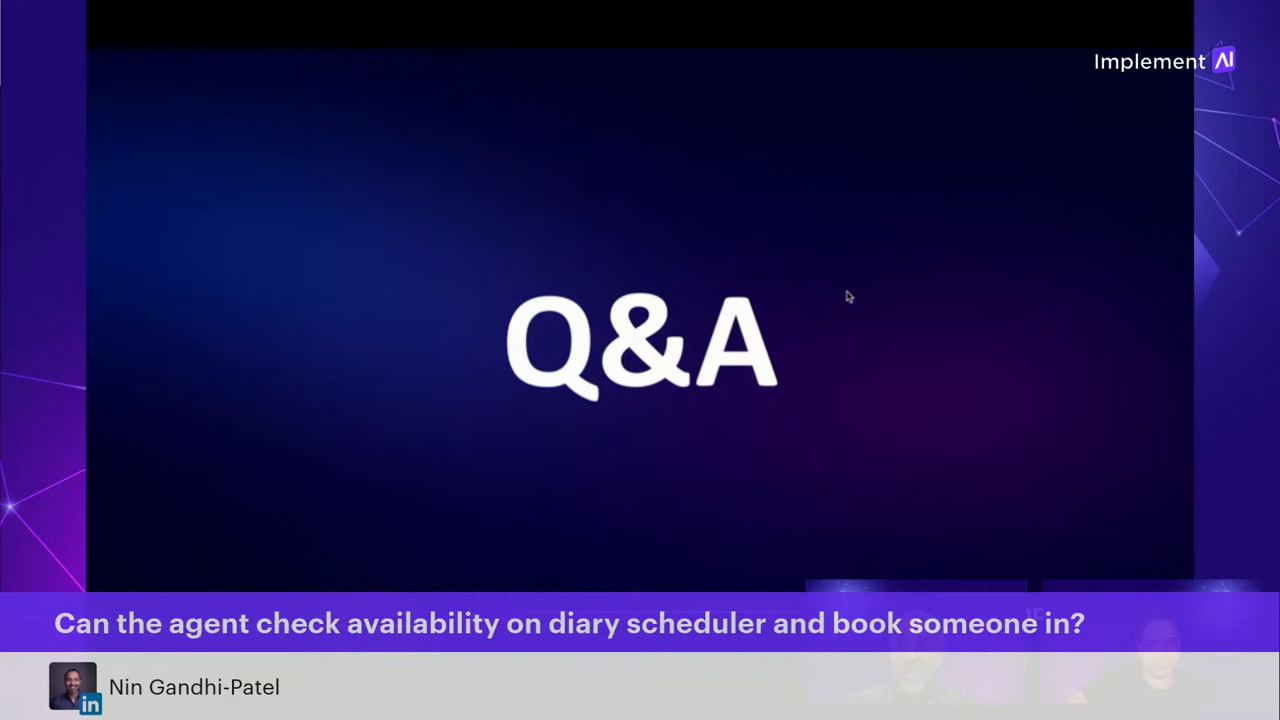 Implement AI
Q&A
Can the agent check availability on diary scheduler and book someone in?
in
Nin Gandhi-Patel